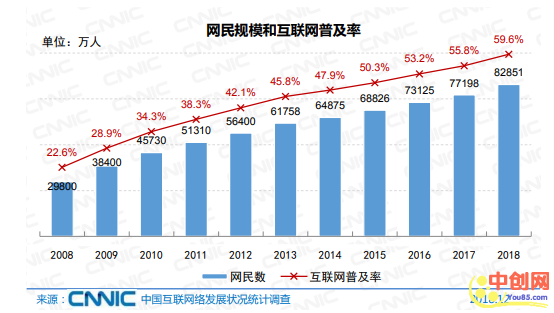 网民规模和互联网普及率
单位：万人
22.6% 28.9% 34.3% 38.3% 42.1% 45.8% 47.9% 50.3% 53.2% 55.8% 59.6%
29800 38400 45730 51310 56400 61758 64875 68826 73125 77198 82851
2008 2009 2010 2011 2012 2013 2014 2015 2016 2017 2018
网民数 互联网普及率
来源：CNNIC 中国互联网络发展状况统计调查
中创网
You85.com